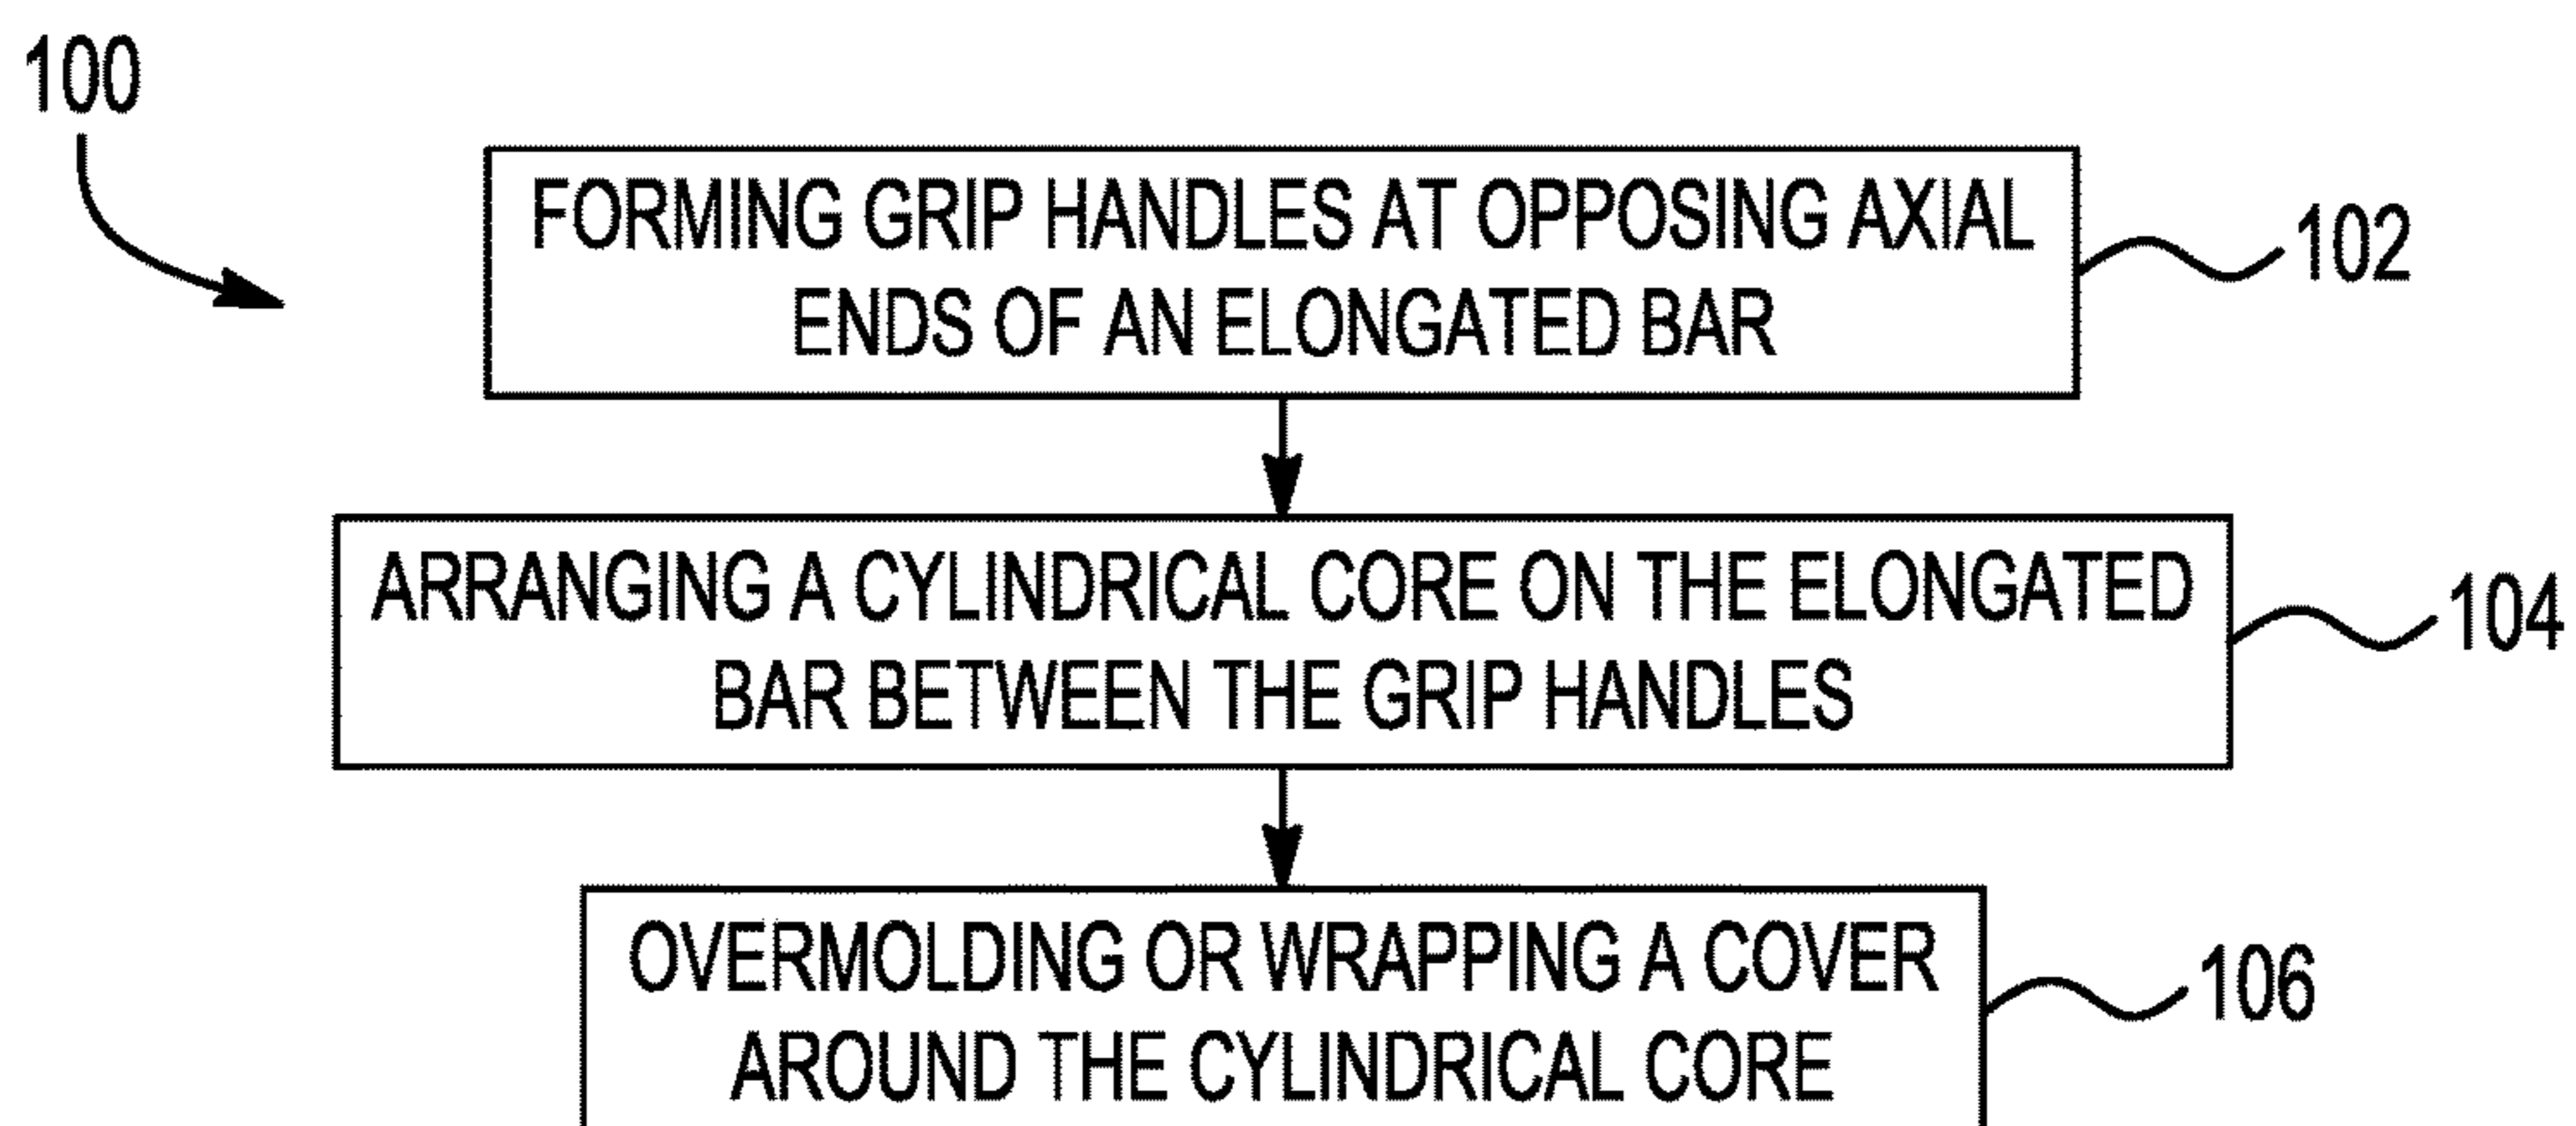 100
FORMING GRIP HANDLES AT OPPOSING AXIAL
ENDS OF AN ELONGATED BAR
102
ARRANGING A CYLINDRICAL CORE ON THE ELONGATED
BAR BETWEEN THE GRIP HANDLES
104
OVERMOLDING OR WRAPPING A COVER
AROUND THE CYLINDRICAL CORE
106